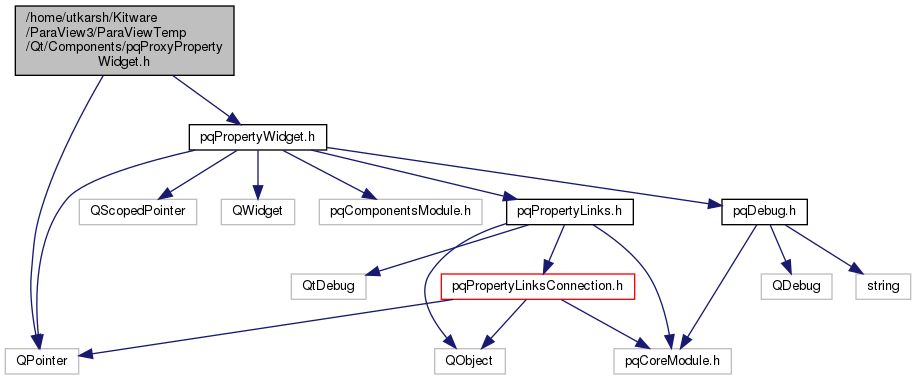 /home/utkarsh/Kitware
/ParaView3/ParaViewTemp
/Qt/Components/pqProxyProperty
Widget.h
pqPropertyWidget.h
QScopedPointer
QWidget
pqComponentsModule.h
pqPropertyLinks.h
pqDebug.h
QtDebug
pqPropertyLinksConnection.h
QDebug
string
QPointer
QObject
pqCoreModule.h